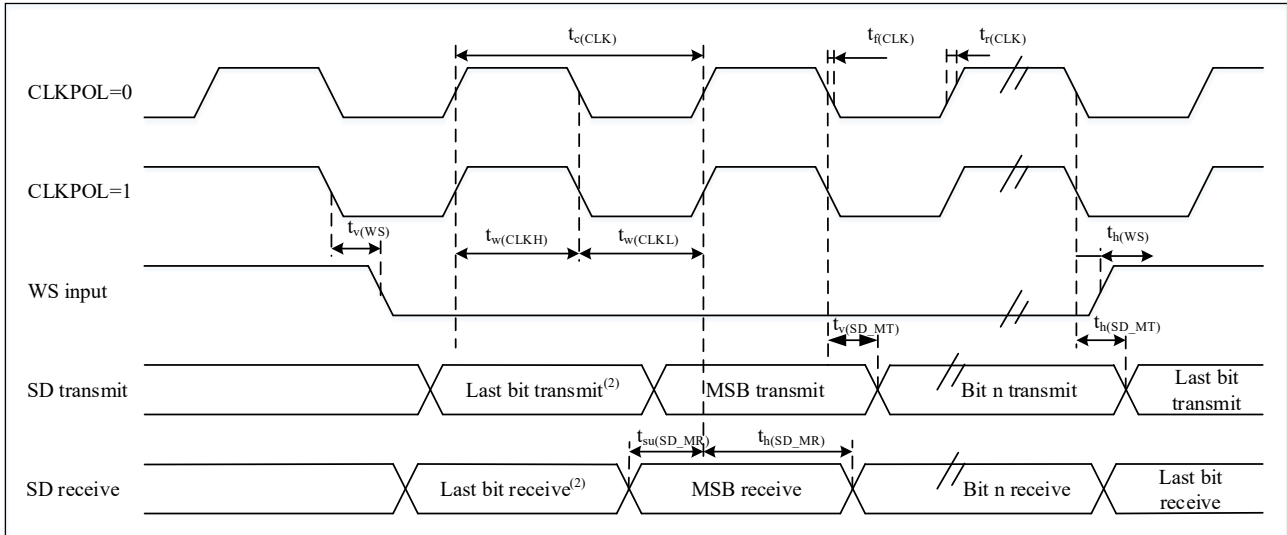 t_c(CLK)
t_f(CLK)
t_r(CLK)
CLKPOL=0
CLKPOL=1
t_v(WS)
t_w(CLKH)
t_w(CLKL)
t_h(WS)
WS input
t_v(SD_MT)
t_h(SD_MT)
SD transmit
Last bit transmit(2)
MSB transmit
Bit n transmit
Last bit
transmit
t_su(SD_MR)
t_h(SD_MR)
SD receive
Last bit receive(2)
MSB receive
Bit n receive
Last bit
receive